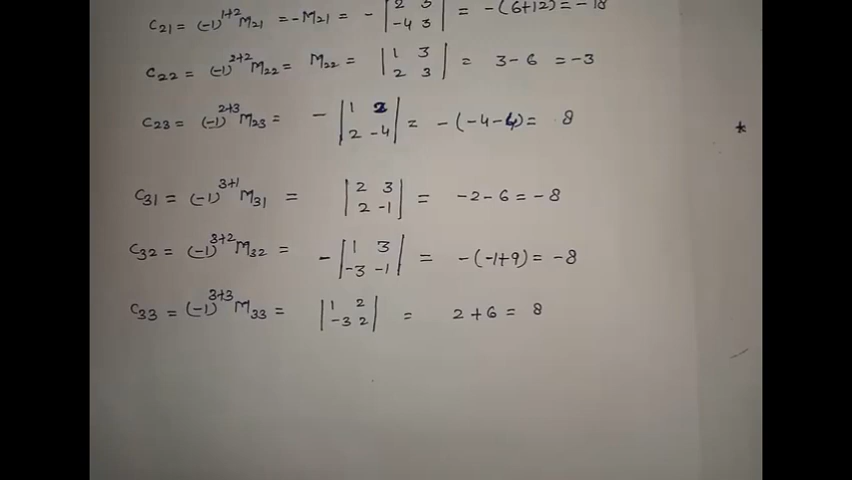 C₂₁ = (-1)¹⁺² M₂₁ = -M₂₁ = - |2 3; -4 3| = -(6+12) = -18
C₂₂ = (-1)²⁺² M₂₂ = M₂₂ = |1 3; 2 3| = 3-6 = -3
C₂₃ = (-1)²⁺³ M₂₃ = - |1 2; 2 -4| = -(-4-4) = 8
*
C₃₁ = (-1)³⁺¹ M₃₁ = |2 3; 2 -1| = -2-6 = -8
C₃₂ = (-1)³⁺² M₃₂ = - |1 3; -3 -1| = -(-1+9) = -8
C₃₃ = (-1)³⁺³ M₃₃ = |1 2; -3 2| = 2+6 = 8